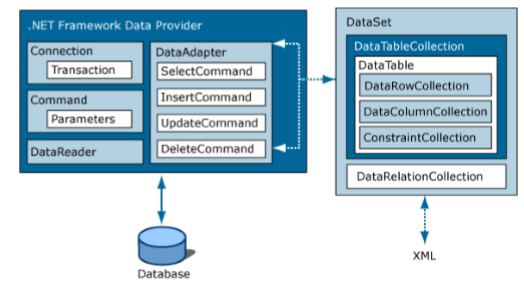 .NET Framework Data Provider
Connection
Transaction
Command
Parameters
DataReader
DataAdapter
SelectCommand
InsertCommand
UpdateCommand
DeleteCommand
Database
DataSet
DataTableCollection
DataTable
DataRowCollection
DataColumnCollection
ConstraintCollection
DataRelationCollection
XML